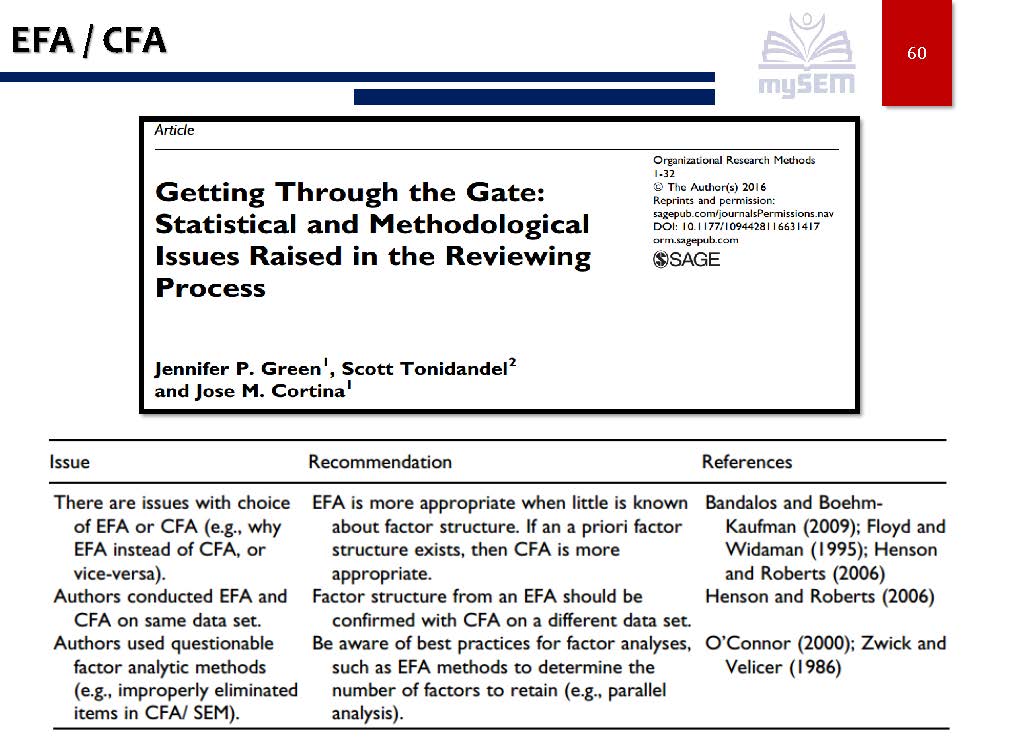 EFA / CFA
mySEM
60
Article
Organizational Research Methods
1-32
© The Author(s) 2016
Reprints and permission:
sagepub.com/journalsPermissions.nav
DOI: 10.1177/1094428116631417
orm.sagepub.com
SAGE
Getting Through the Gate:
Statistical and Methodological
Issues Raised in the Reviewing
Process
Jennifer P. Green1, Scott Tonidandel2
and Jose M. Cortina1
Issue Recommendation References
There are issues with choice EFA is more appropriate when little is known Bandalos and Boehm-
of EFA or CFA (e.g., why about factor structure. If an a priori factor Kaufman (2009); Floyd and
EFA instead of CFA, or structure exists, then CFA is more Widaman (1995); Henson
vice-versa). appropriate. and Roberts (2006)
Authors conducted EFA and Factor structure from an EFA should be Henson and Roberts (2006)
CFA on same data set. confirmed with CFA on a different data set.
Authors used questionable Be aware of best practices for factor analyses, O'Connor (2000); Zwick and
factor analytic methods such as EFA methods to determine the Velicer (1986)
(e.g., improperly eliminated number of factors to retain (e.g., parallel
items in CFA/ SEM). analysis).